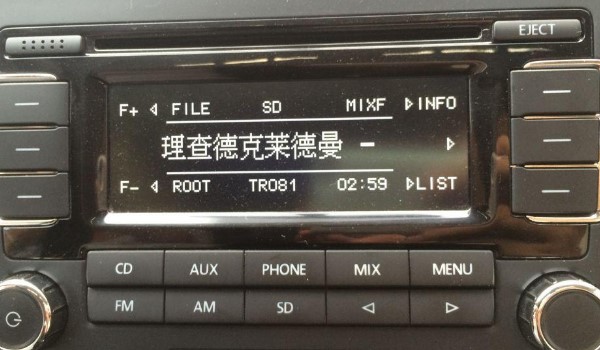 EJECT
F+ ◁ FILE SD MIXF ▷INFO
理查德克莱德曼 - ▷
F- ◁ ROOT TR081 02:59 ▷LIST
CD AUX PHONE MIX MENU
FM AM SD ◁ ▷